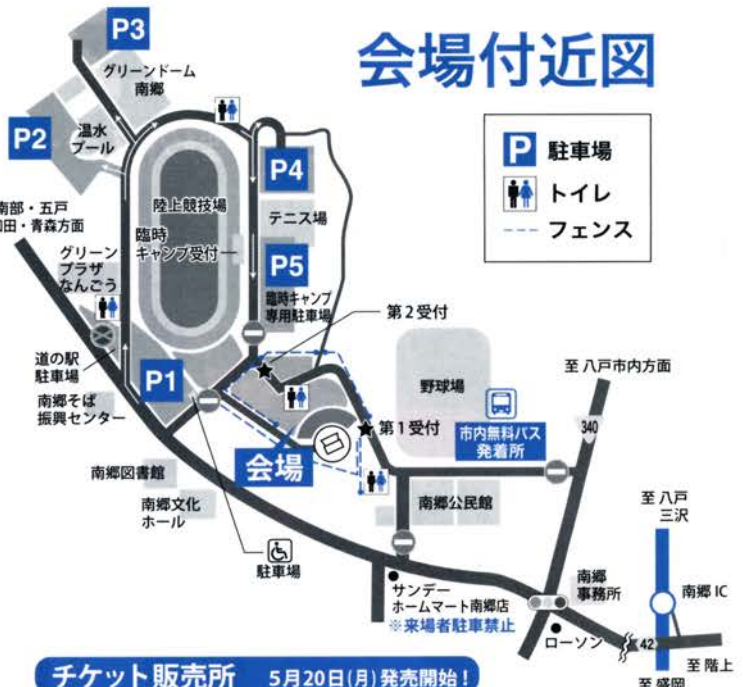 会場付近図
P 駐車場
トイレ
フェンス
P3
グリーンドーム
南郷
P2
温水
プール
P4
陸上競技場
テニス場
臨時
キャンプ受付
P5
臨時キャンプ
専用駐車場
南部・五戸
田・青森方面
グリーン
プラザ
なんごう
道の駅
駐車場
P1
南郷そば
振興センター
第2受付
第1受付
野球場
市内無料バス
発着所
至 八戸市内方面
340
会場
南郷図書館
南郷文化
ホール
駐車場
南郷公民館
サンデー
ホームマート南郷店
※来場者駐車禁止
南郷
事務所
ローソン
至 八戸
三沢
南郷 IC
42
至 階上
至 盛岡
チケット販売所 5月20日(月)発売開始!